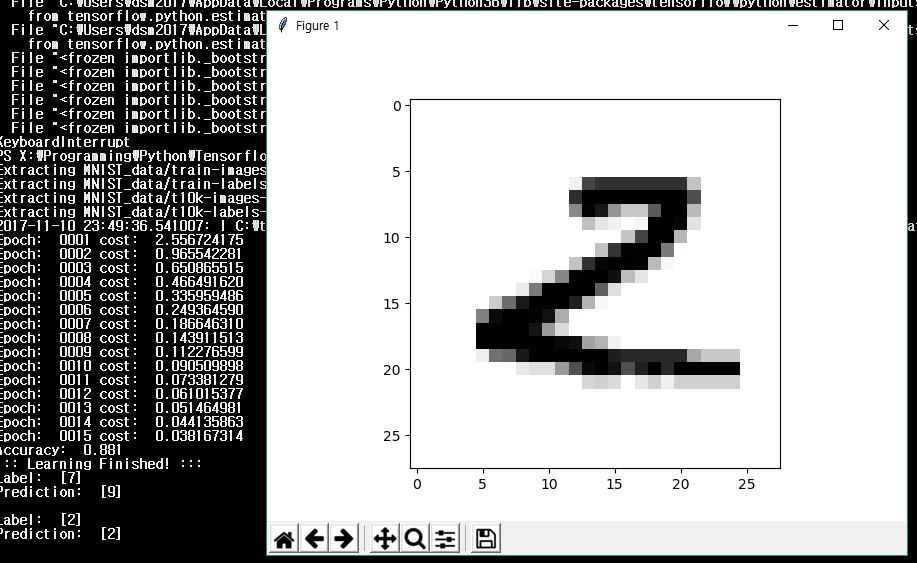 File "C:₩Users₩dsm2017₩AppData₩Local₩Programs₩Python₩Python36₩lib₩site-packages₩tensorflow₩python₩estimator₩inputs
from tensorflow.python.estimat
File "C:₩Users₩dsm2017₩AppData₩L
from tensorflow.python.estimat
File "<frozen importlib._bootstr
File "<frozen importlib._bootstr
File "<frozen importlib._bootstr
File "<frozen importlib._bootstr
File "<frozen importlib._bootstr
File "<frozen importlib._bootstr
KeyboardInterrupt
PS X:₩Programming₩Python₩Tensorflo
Extracting MNIST_data/train-images
Extracting MNIST_data/train-labels
Extracting MNIST_data/t10k-images-
Extracting MNIST_data/t10k-labels-
2017-11-10 23:49:36.541007: I C:₩t
Epoch: 0001 cost: 2.556724175
Epoch: 0002 cost: 0.965542281
Epoch: 0003 cost: 0.650865515
Epoch: 0004 cost: 0.466491620
Epoch: 0005 cost: 0.335959486
Epoch: 0006 cost: 0.249364590
Epoch: 0007 cost: 0.186646310
Epoch: 0008 cost: 0.143911513
Epoch: 0009 cost: 0.112276599
Epoch: 0010 cost: 0.090509898
Epoch: 0011 cost: 0.073381279
Epoch: 0012 cost: 0.061015377
Epoch: 0013 cost: 0.051464981
Epoch: 0014 cost: 0.044135863
Epoch: 0015 cost: 0.038167314
Accuracy: 0.881
:: Learning Finished! :::
Label: [7]
Prediction: [9]
Label: [2]
Prediction: [2]
Figure 1
0
5
10
15
20
25
0 5 10 15 20 25
2